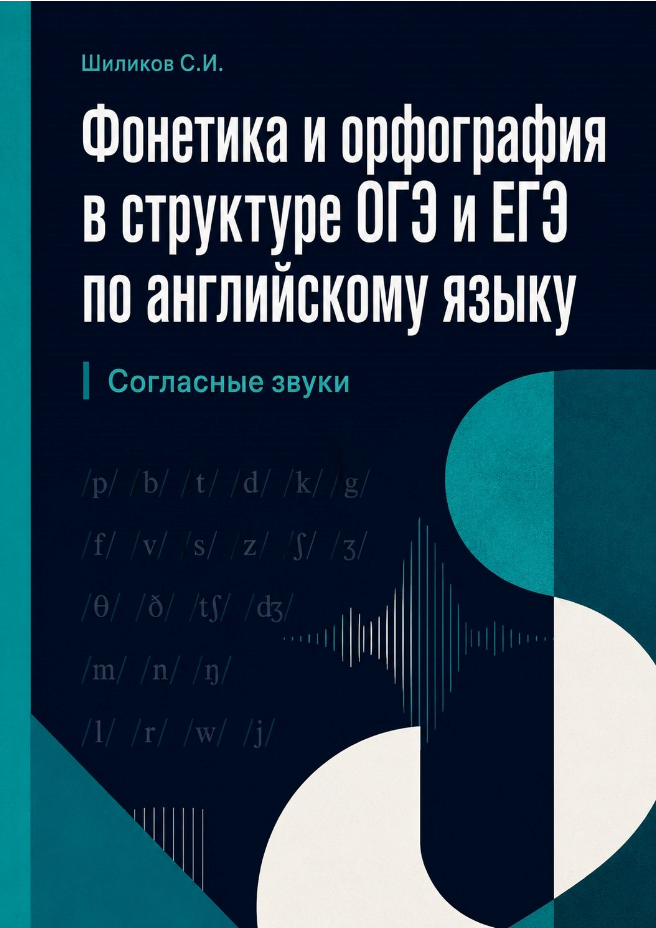 Шиликов С.И.
Фонетика и орфография
в структуре ОГЭ и ЕГЭ
по английскому языку
Согласные звуки
/p/ /b/ /t/ /d/ /k/ /g/
/f/ /v/ /s/ /z/ /ʃ/ /ʒ/
/θ/ /ð/ /tʃ/ /dʒ/
/m/ /n/ /ŋ/
/l/ /r/ /w/ /j/